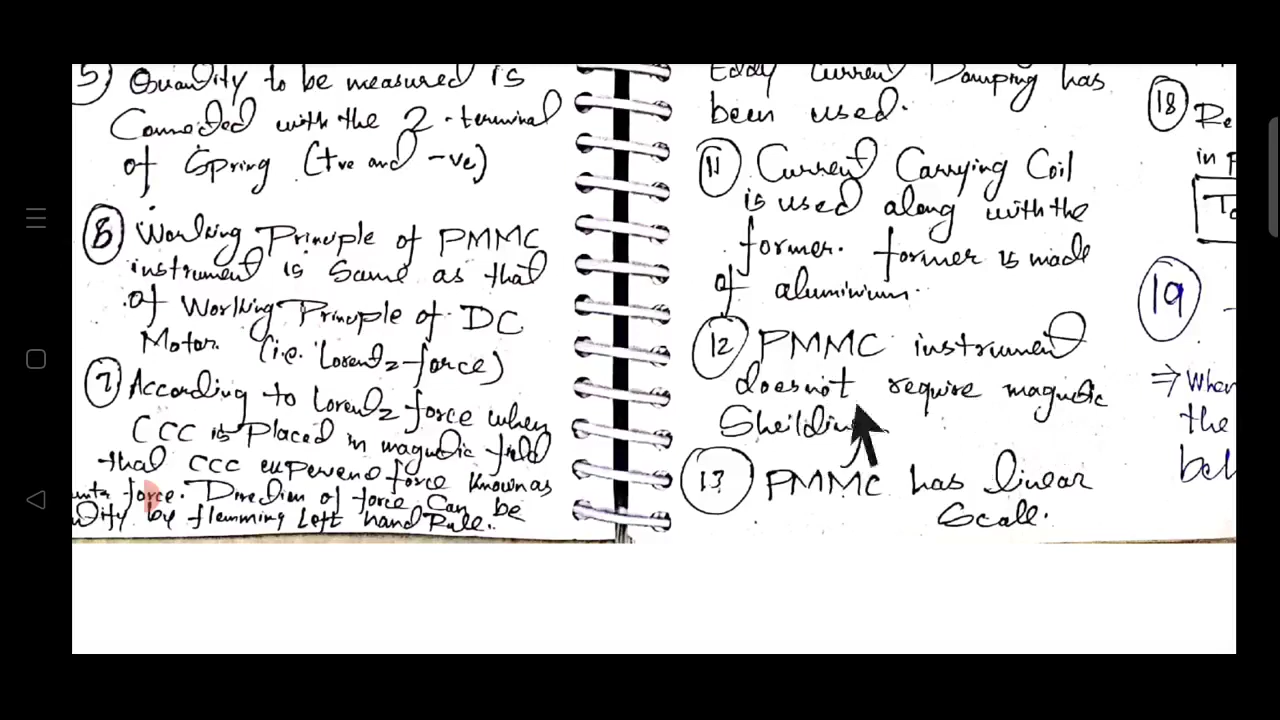 5) Quantity to be measured is
Connected with the 2-terminal
of Spring (+ve and -ve)
6 Working Principle of PMMC
instrument is Same as that
of Working Principle of DC
Motor. (i.e. Lorentz-force)
7 According to Lorentz force when
CCC is Placed in magnetic field
that CCC force Known as
force. Direction of force Can be
by flemming Left hand Rule.
Eddy Current Damping has
been used.
11 Current Carrying Coil
is used along with the
former. former is made
of aluminium.
12 PMMC instrument
does not require magnetic
13 PMMC has linear
Scale.
18
Re
in
To
19
⇒ When
the